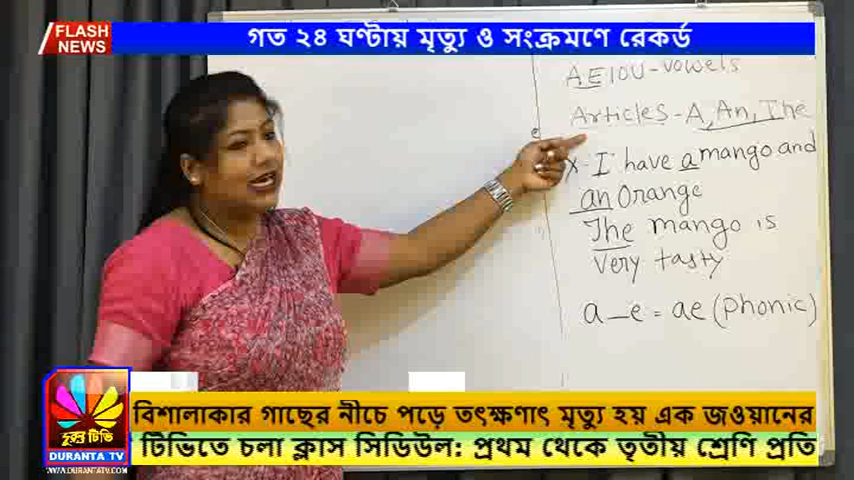 FLASH
NEWS
গত ২৪ ঘণ্টায় মৃত্যু ও সংক্রমণে রেকর্ড
AEIOU-vowels
Articles - A, An, The
x- I have a mango and
an Orange
The mango is
very tasty
a_e = ae (phonic)
বিশালাকার গাছের নীচে পড়ে তৎক্ষণাৎ মৃত্যু হয় এক জওয়ানের
টিভিতে চলা ক্লাস সিডিউল: প্রথম থেকে তৃতীয় শ্রেণি প্রতি
দুরন্ত টিভি
DURANTA TV
WWW.DURANTATV.COM